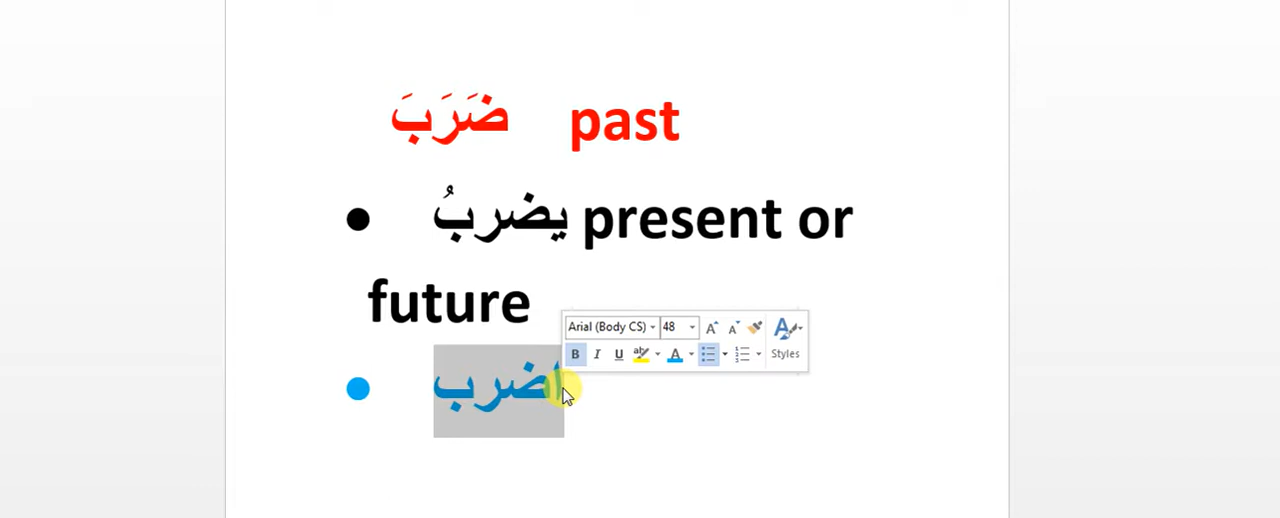 ضَرَبَ past
• يضربُ present or
future
Arial (Body CS) 48
B I U Styles
• اضرب